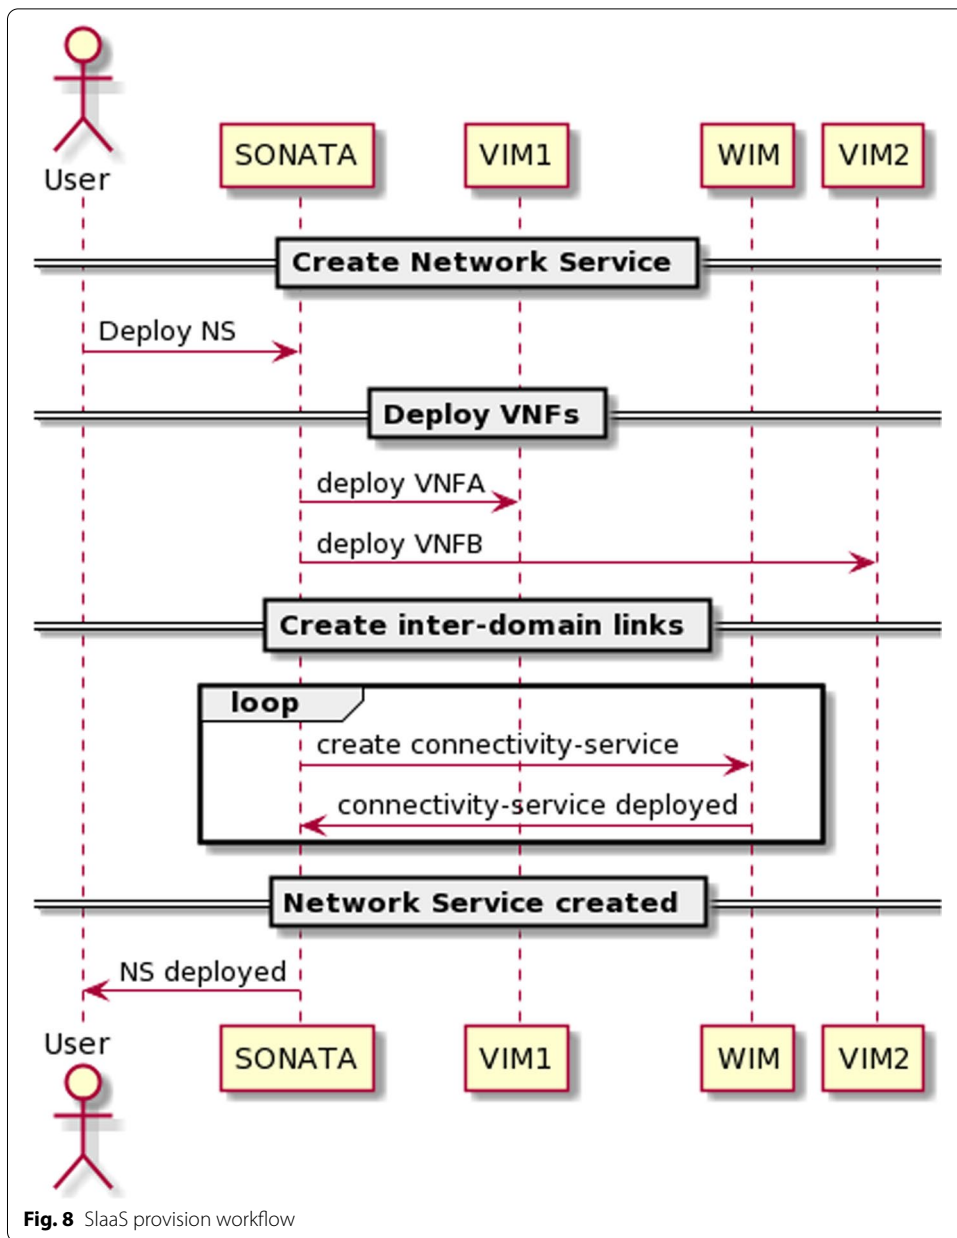 User
SONATA
VIM1
WIM
VIM2
Create Network Service
Deploy NS
Deploy VNFs
deploy VNFA
deploy VNFB
Create inter-domain links
loop
create connectivity-service
connectivity-service deployed
Network Service created
NS deployed
User
SONATA
VIM1
WIM
VIM2
Fig. 8 SlaaS provision workflow